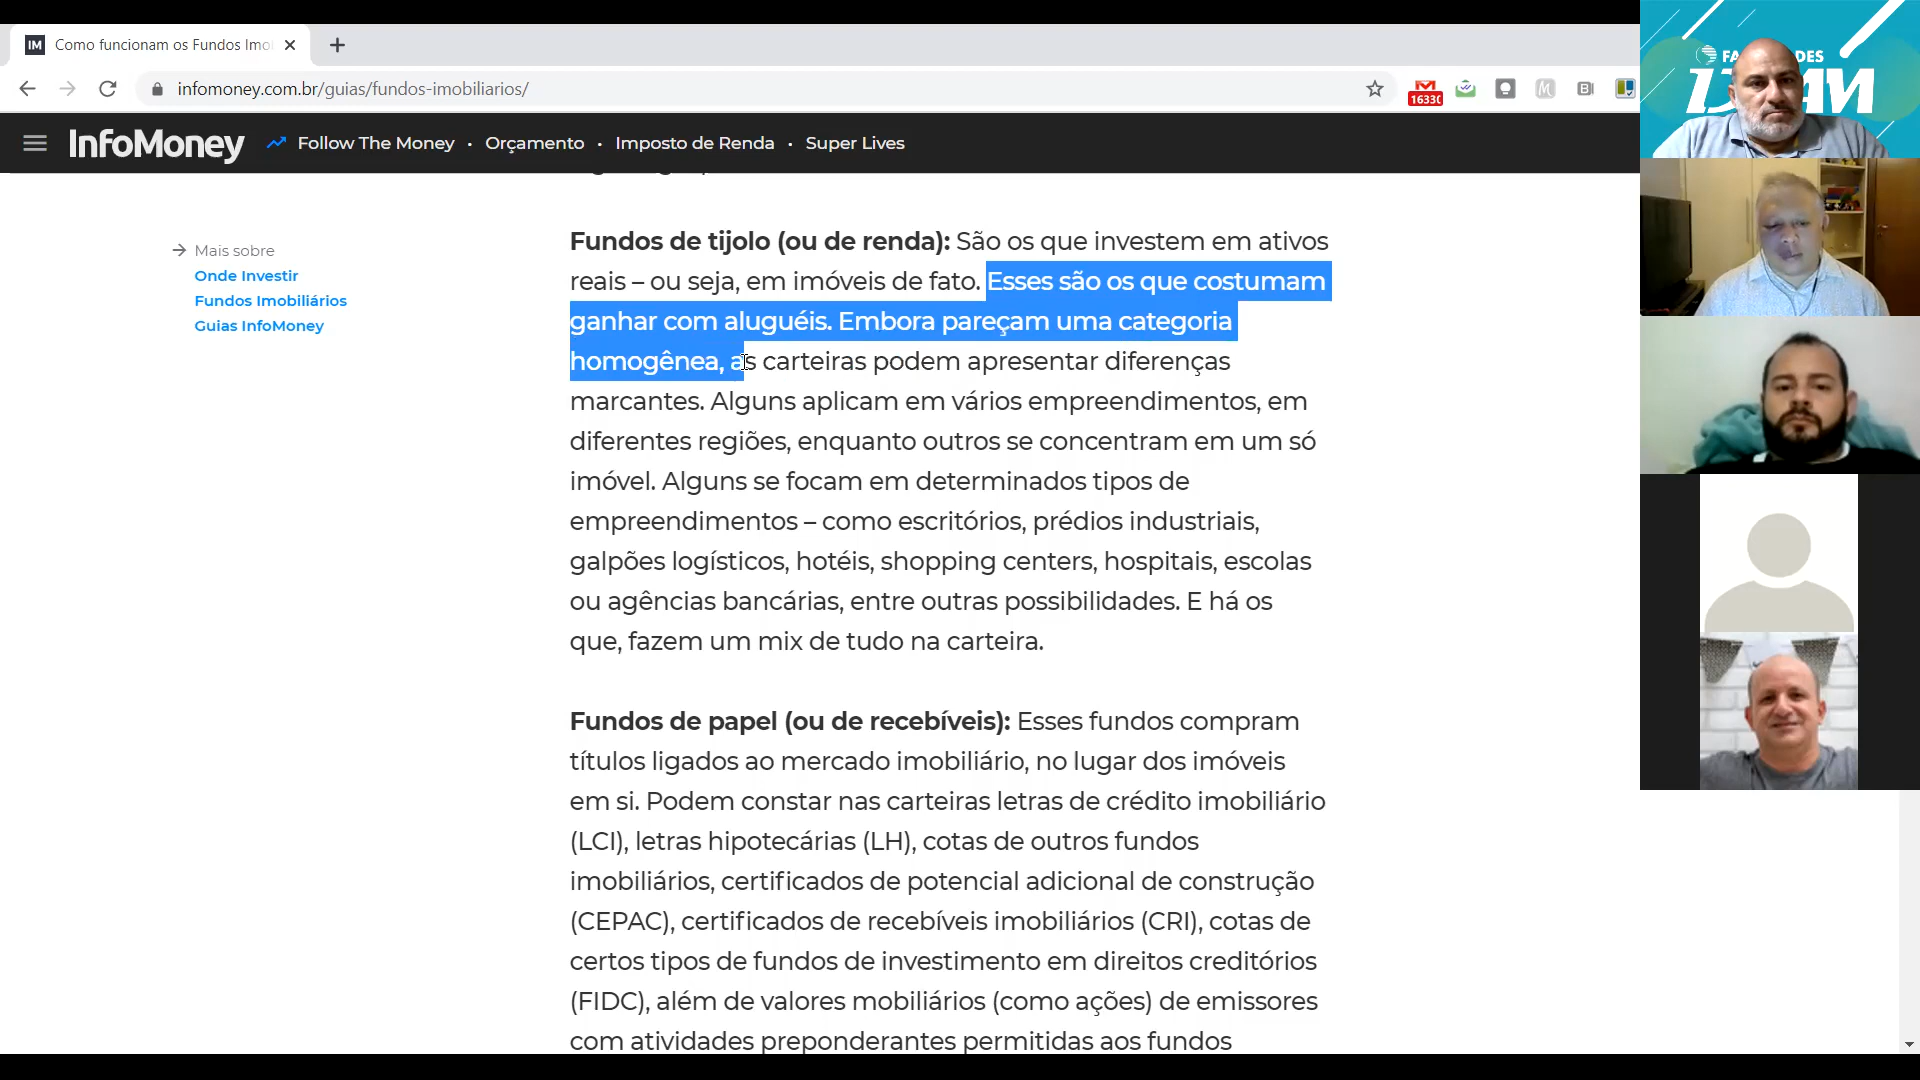 IM Como funcionam os Fundos Imo
infomoney.com.br/guias/fundos-imobiliarios/
InfoMoney Follow The Money • Orçamento • Imposto de Renda • Super Lives
Mais sobre
Onde Investir
Fundos Imobiliários
Guias InfoMoney
Fundos de tijolo (ou de renda): São os que investem em ativos
reais – ou seja, em imóveis de fato. Esses são os que costumam
ganhar com aluguéis. Embora pareçam uma categoria
homogênea, as carteiras podem apresentar diferenças
marcantes. Alguns aplicam em vários empreendimentos, em
diferentes regiões, enquanto outros se concentram em um só
imóvel. Alguns se focam em determinados tipos de
empreendimentos – como escritórios, prédios industriais,
galpões logísticos, hotéis, shopping centers, hospitais, escolas
ou agências bancárias, entre outras possibilidades. E há os
que, fazem um mix de tudo na carteira.
Fundos de papel (ou de recebíveis): Esses fundos compram
títulos ligados ao mercado imobiliário, no lugar dos imóveis
em si. Podem constar nas carteiras letras de crédito imobiliário
(LCI), letras hipotecárias (LH), cotas de outros fundos
imobiliários, certificados de potencial adicional de construção
(CEPAC), certificados de recebíveis imobiliários (CRI), cotas de
certos tipos de fundos de investimento em direitos creditórios
(FIDC), além de valores mobiliários (como ações) de emissores
com atividades preponderantes permitidas aos fundos